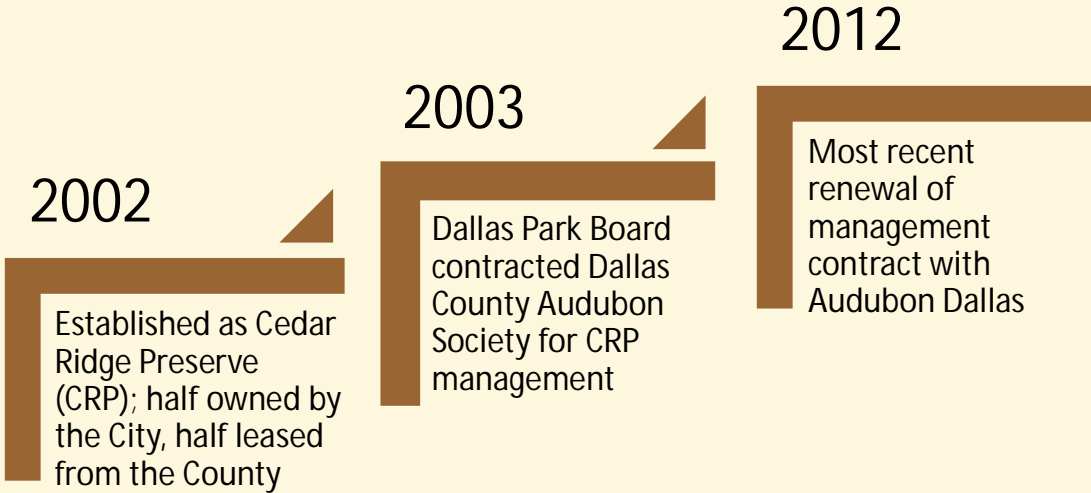 2002
Established as Cedar
Ridge Preserve
(CRP); half owned by
the City, half leased
from the County
2003
Dallas Park Board
contracted Dallas
County Audubon
Society for CRP
management
2012
Most recent
renewal of
management
contract with
Audubon Dallas